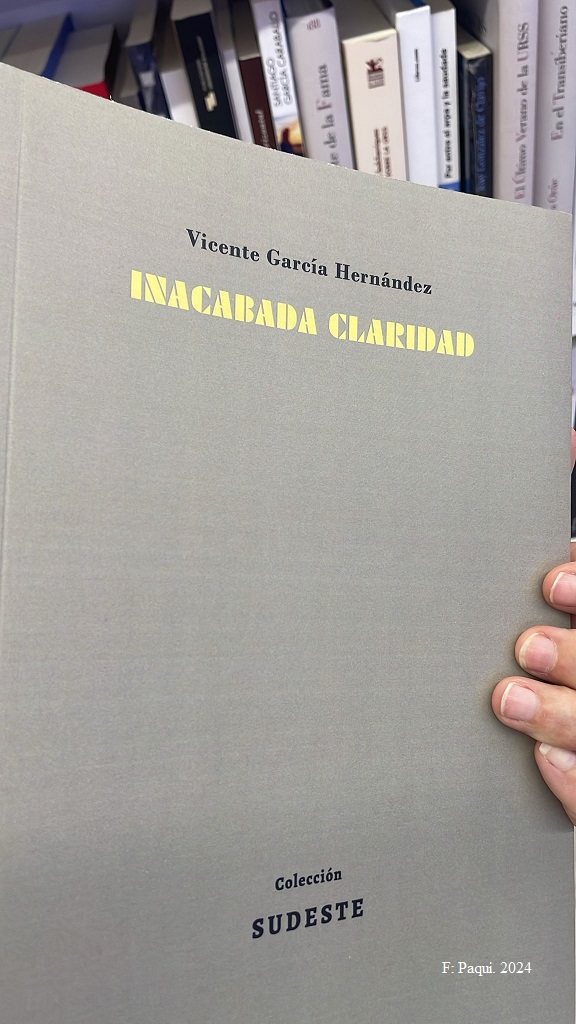 SANTIAGO
GARCÍA CARABALLO
de la Fama
Por entre el arpa y la soledad
El Último Verano de la URSS
En el Transiberiano
Vicente García Hernández
INACABADA CLARIDAD
Colección
SUDESTE
F: Paqui. 2024